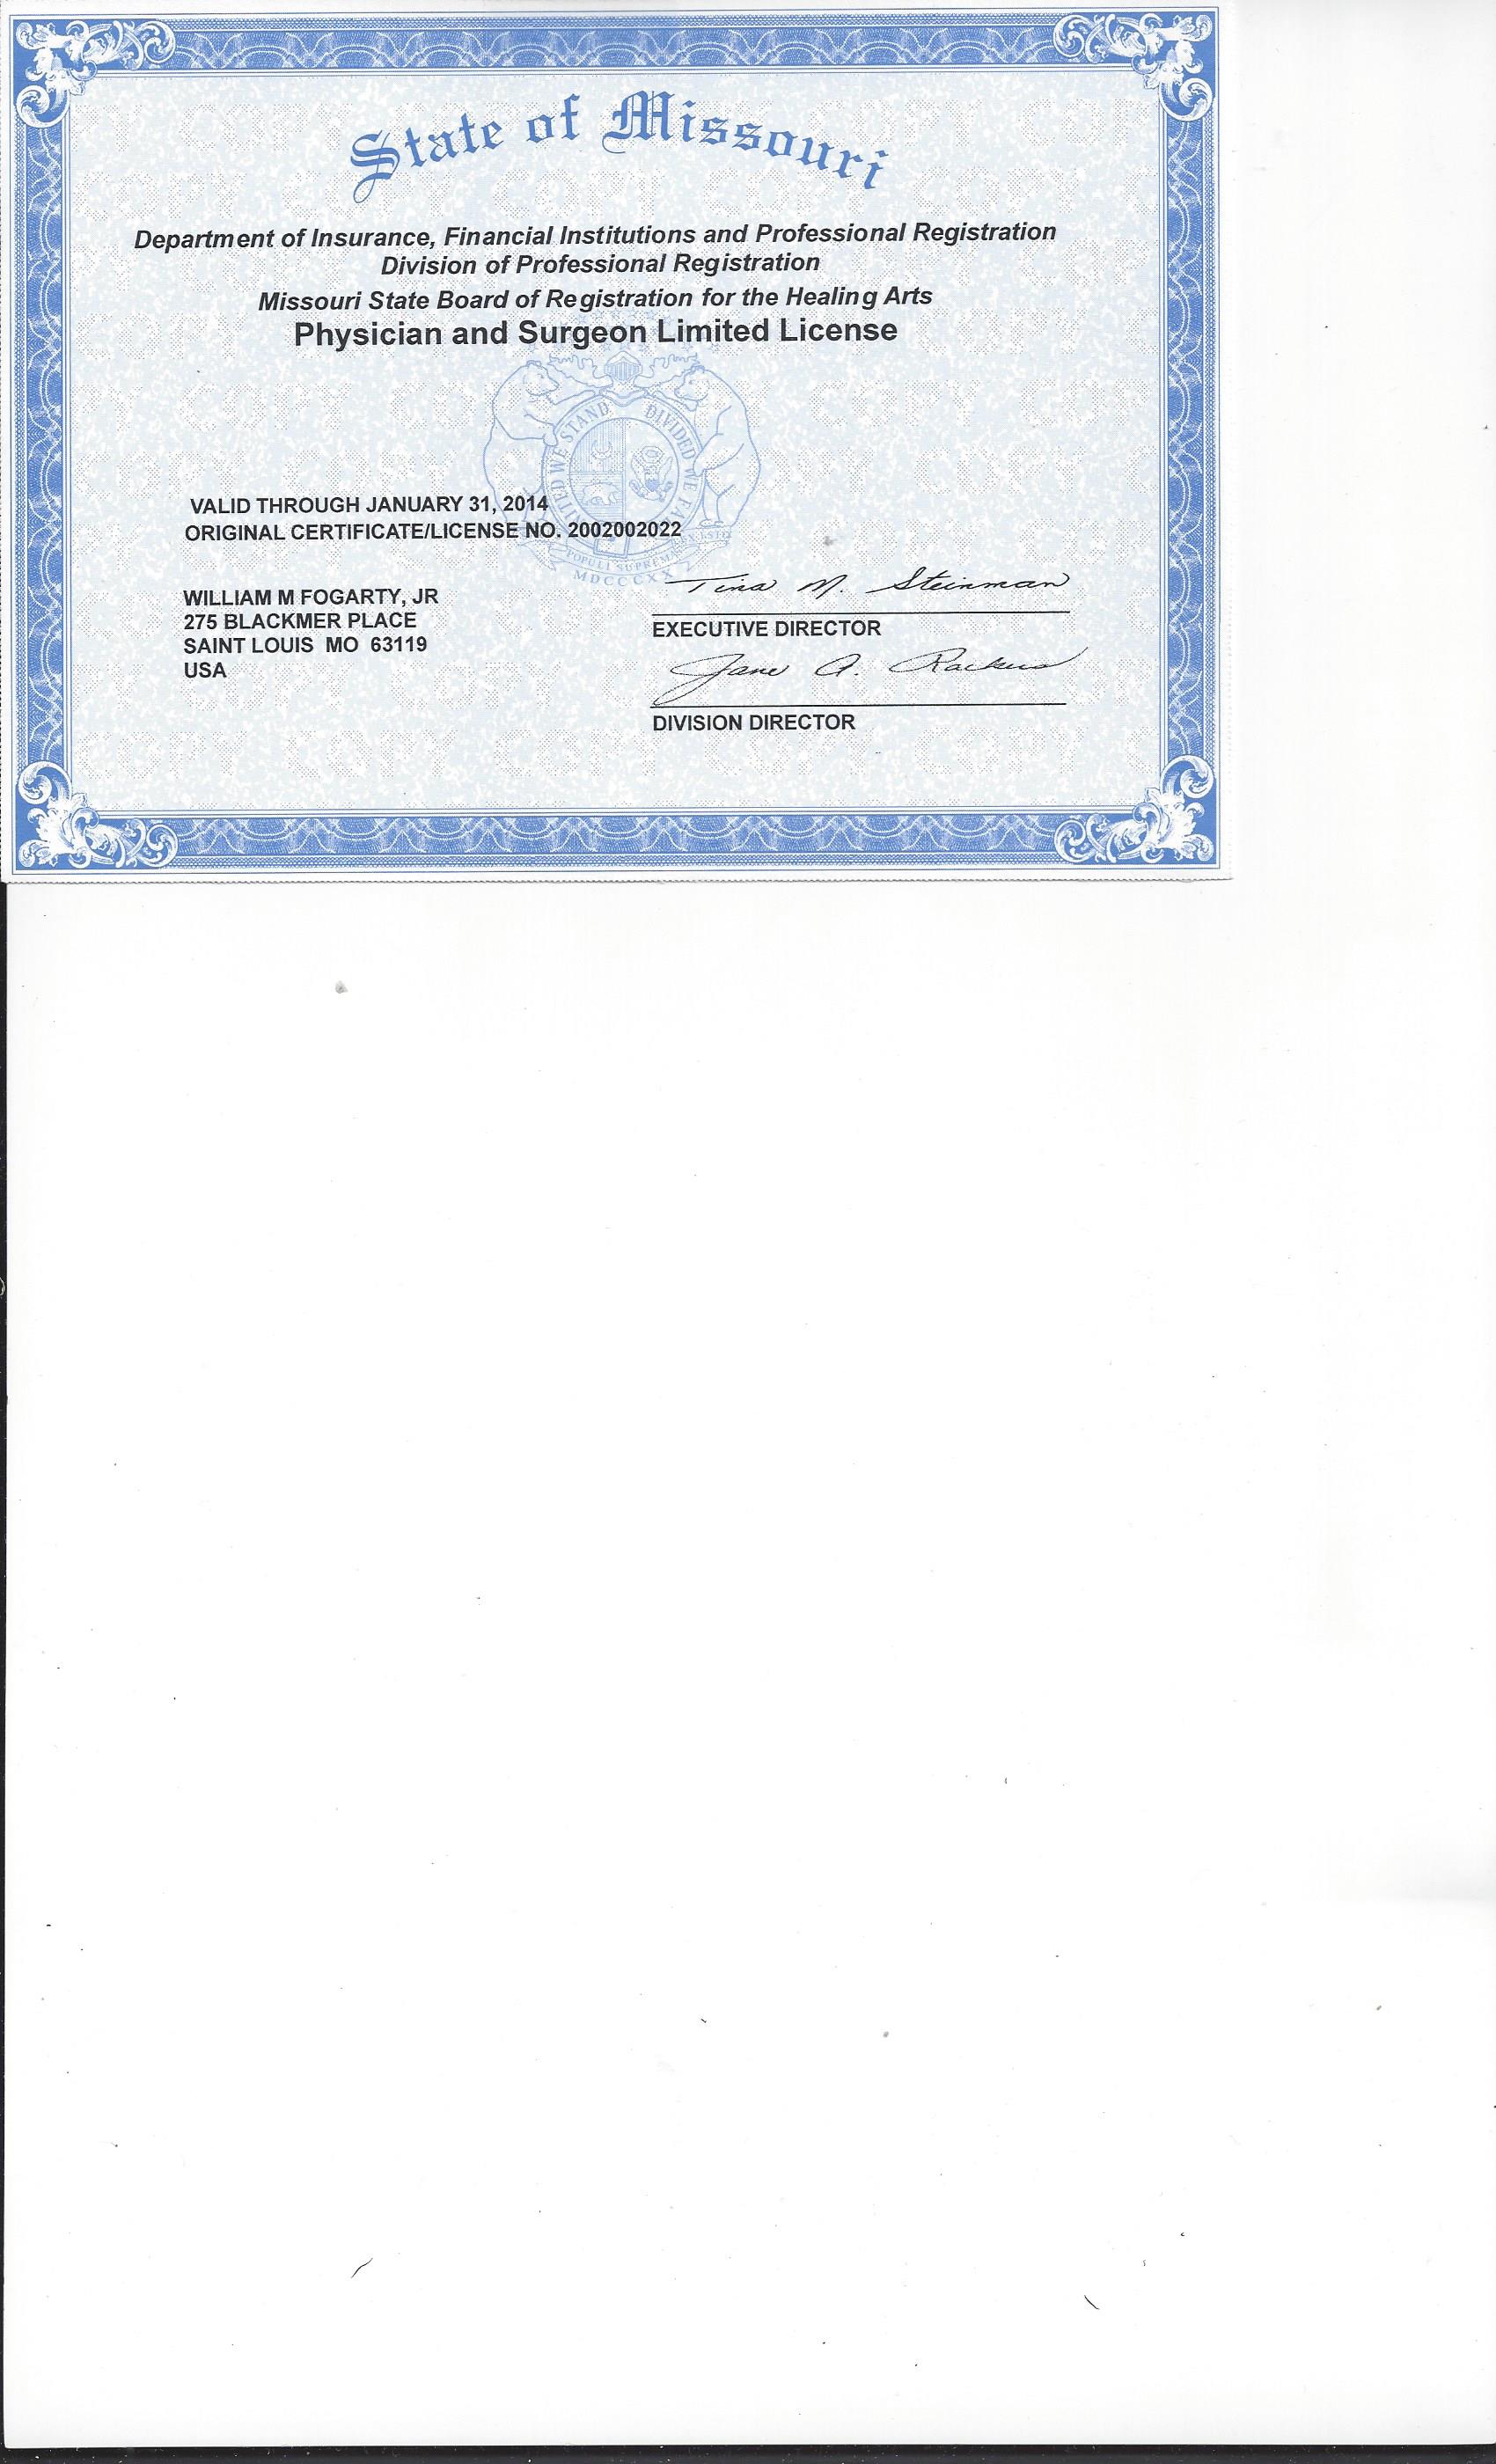 State of Missouri
Department of Insurance, Financial Institutions and Professional Registration
Division of Professional Registration
Missouri State Board of Registration for the Healing Arts
Physician and Surgeon Limited License
UNITED WE STAND DIVIDED WE FALL
VALID THROUGH JANUARY 31, 2014
ORIGINAL CERTIFICATE/LICENSE NO. 2002002022
POPULI SUPREMA
MDCCCXX
WILLIAM M FOGARTY, JR
275 BLACKMER PLACE
SAINT LOUIS MO 63119
USA
Tina M. Steinman
EXECUTIVE DIRECTOR
Jane A. Rackers
DIVISION DIRECTOR